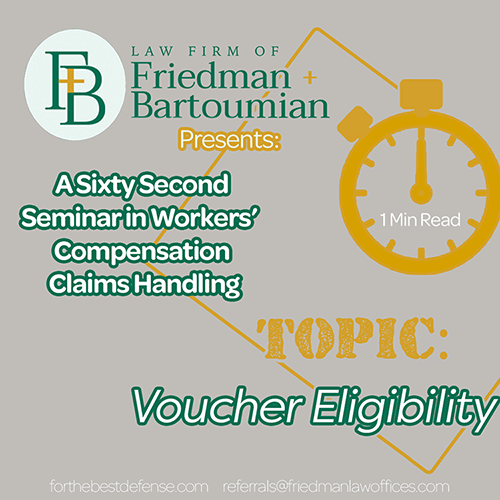 F+B
LAW FIRM OF
Friedman +
Bartoumian
Presents:
A Sixty Second
Seminar in Workers’
Compensation
Claims Handling
1 Min Read
TOPIC:
Voucher Eligibility
forthebestdefense.com referrals@friedmanlawoffices.com